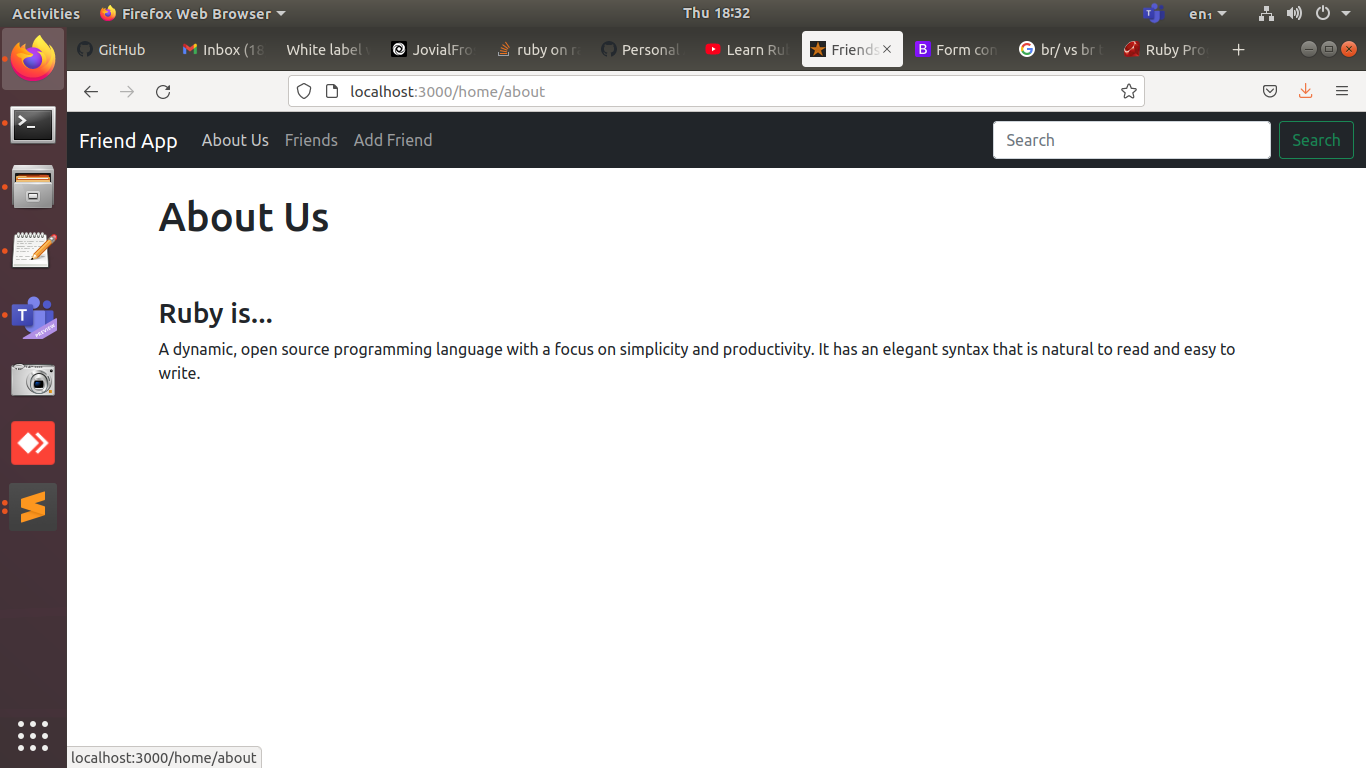 Activities Firefox Web Browser Thu 18:32 en₁
GitHub Inbox (18 White label JovialFro ruby on Personal Learn Ru Friends Form con br/ vs br Ruby Pro
localhost:3000/home/about
Friend App About Us Friends Add Friend Search Search
About Us
Ruby is...
A dynamic, open source programming language with a focus on simplicity and productivity. It has an elegant syntax that is natural to read and easy to
write.
T
PREVIEW
localhost:3000/home/about